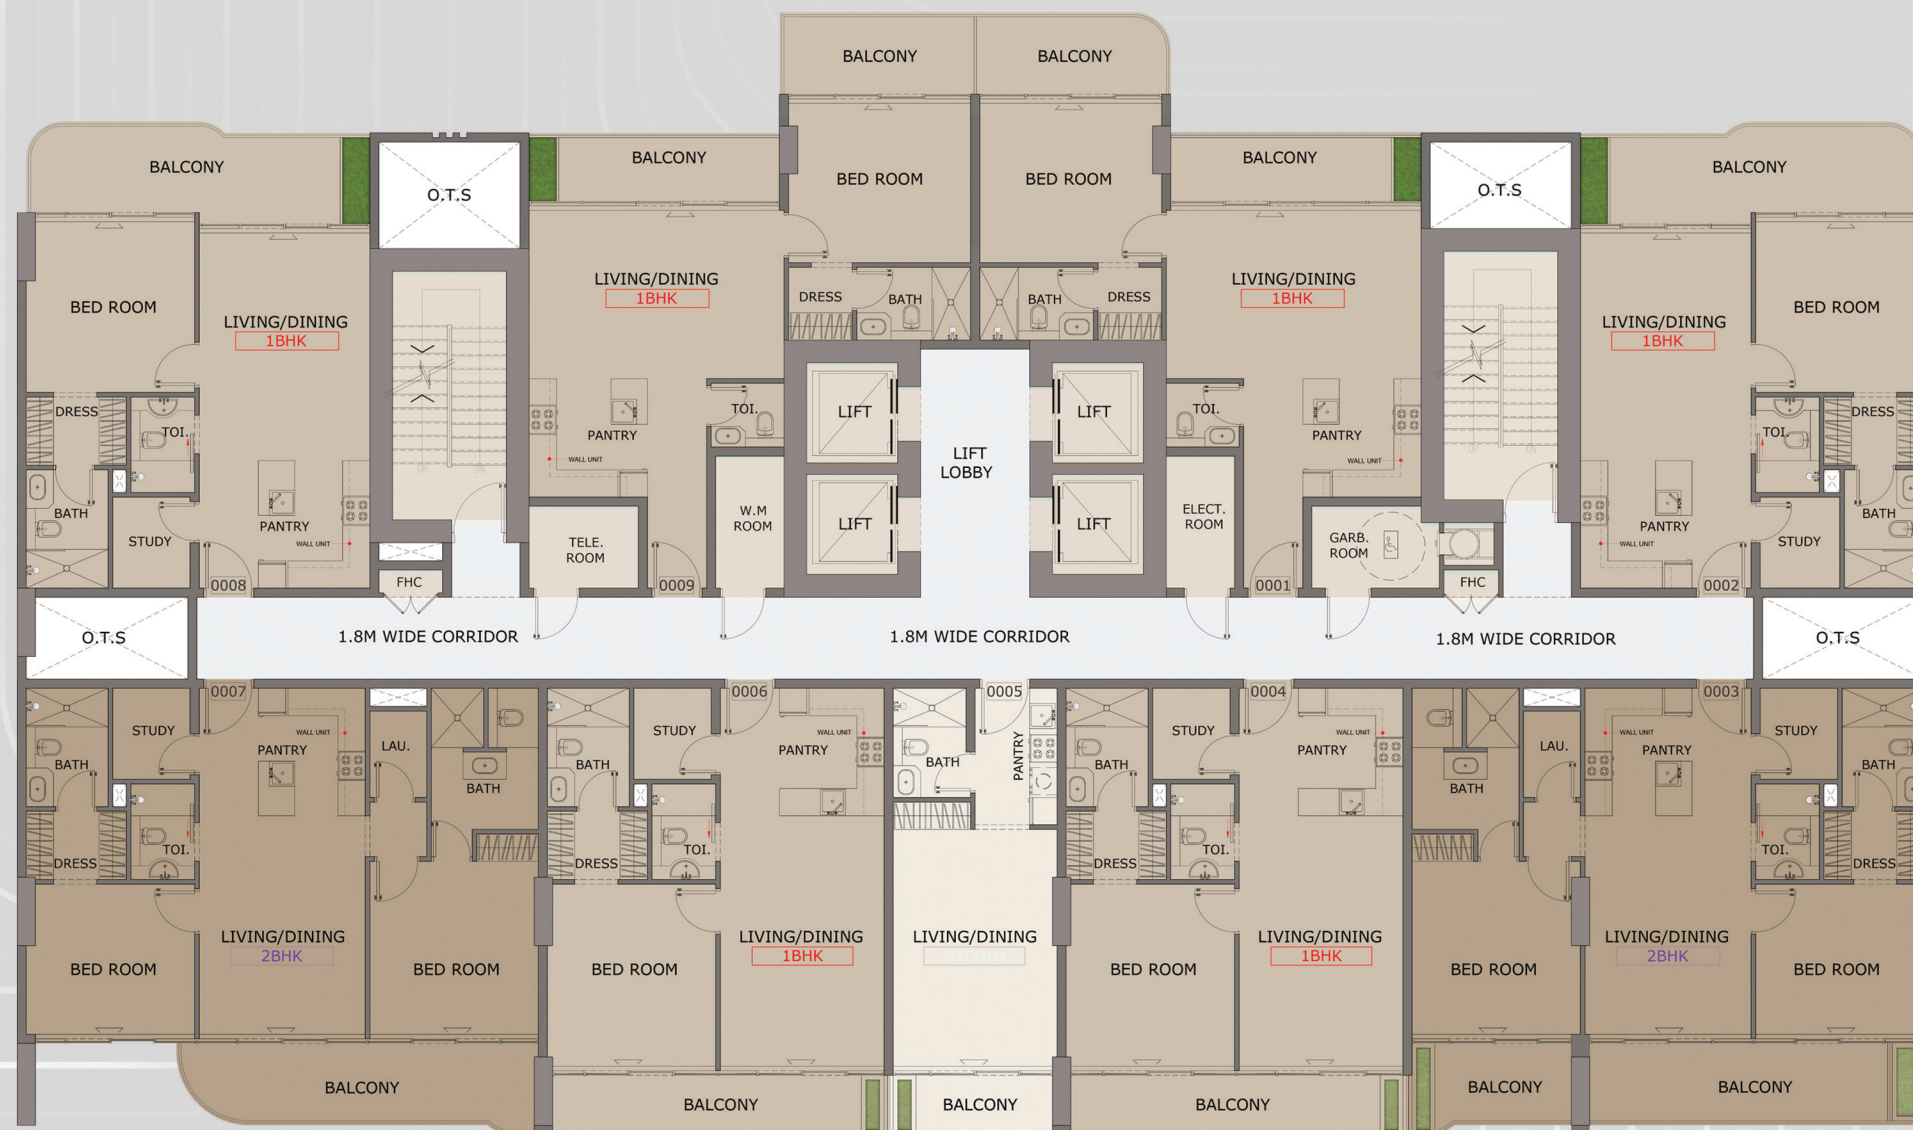 BALCONY
BALCONY
BALCONY
BALCONY
BALCONY
BALCONY
O.T.S
BED ROOM
BED ROOM
O.T.S
BED ROOM
LIVING/DINING
1BHK
LIVING/DINING
1BHK
DRESS
BATH
BATH
DRESS
LIVING/DINING
1BHK
LIVING/DINING
1BHK
BED ROOM
DRESS
TOI.
PANTRY
WALL UNIT
TOI.
LIFT
LIFT
LIFT
LOBBY
TOI.
PANTRY
WALL UNIT
TOI.
DRESS
BATH
STUDY
PANTRY
WALL UNIT
W.M
ROOM
LIFT
LIFT
ELECT.
ROOM
PANTRY
WALL UNIT
BATH
STUDY
TELE.
ROOM
GARB.
ROOM
0008
FHC
0009
0001
FHC
0002
O.T.S
1.8M WIDE CORRIDOR
1.8M WIDE CORRIDOR
1.8M WIDE CORRIDOR
O.T.S
0007
0006
0005
0004
0003
STUDY
WALL UNIT
PANTRY
LAU.
BATH
BATH
STUDY
WALL UNIT
PANTRY
BATH
BATH
PANTRY
STUDY
WALL UNIT
PANTRY
BATH
BATH
LAU.
WALL UNIT
PANTRY
STUDY
BATH
DRESS
TOI.
DRESS
TOI.
DRESS
TOI.
TOI.
DRESS
LIVING/DINING
2BHK
LIVING/DINING
1BHK
LIVING/DINING
LIVING/DINING
1BHK
LIVING/DINING
2BHK
BED ROOM
BED ROOM
BED ROOM
BED ROOM
BED ROOM
BED ROOM
BALCONY
BALCONY
BALCONY
BALCONY
BALCONY
BALCONY